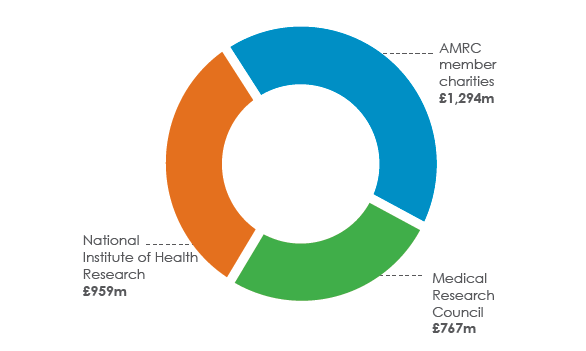 AMRC
member
charities
£1,294m
National
Institute of Health
Research
£959m
Medical
Research
Council
£767m